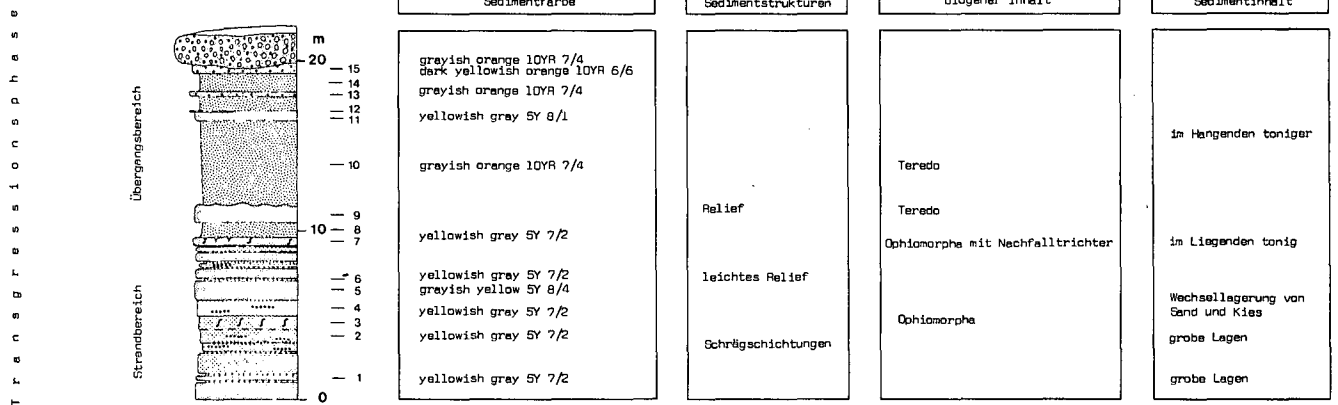 Sedimentfarbe
Sedimentstrukturen
Biogener Inhalt
Sedimentinhalt
Transgressionsphase
Übergangsbereich
Strandbereich
m
20
10
0
15
14
13
12
11
10
9
8
7
6
5
4
3
2
1
grayish orange 10YR 7/4
dark yellowish orange 10YR 6/6
grayish orange 10YR 7/4
yellowish gray 5Y 8/1
grayish orange 10YR 7/4
yellowish gray 5Y 7/2
yellowish gray 5Y 7/2
grayish yellow 5Y 8/4
yellowish gray 5Y 7/2
yellowish gray 5Y 7/2
yellowish gray 5Y 7/2
Relief
leichtes Relief
Schrägschichtungen
Teredo
Teredo
Ophiomorpha mit Nachfalltrichter
Ophiomorpha
im Hangenden toniger
im Liegenden tonig
Wechsellagerung von
Sand und Kies
grobe Lagen
grobe Lagen